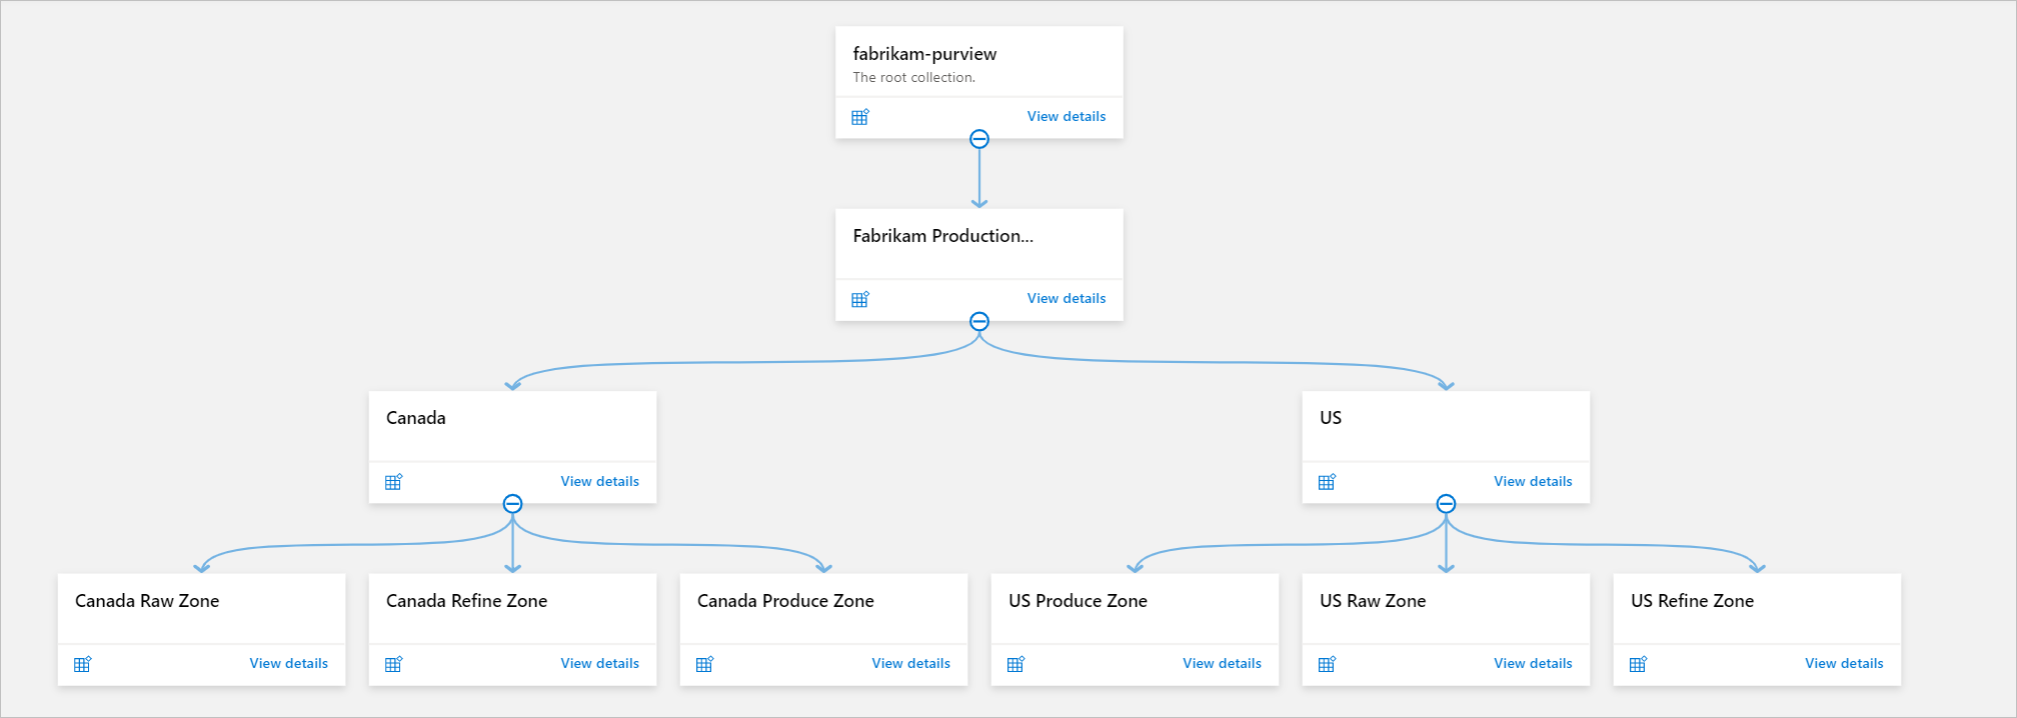 fabrikam-purview
The root collection.
View details
Fabrikam Production...
View details
Canada
View details
US
View details
Canada Raw Zone
View details
Canada Refine Zone
View details
Canada Produce Zone
View details
US Produce Zone
View details
US Raw Zone
View details
US Refine Zone
View details